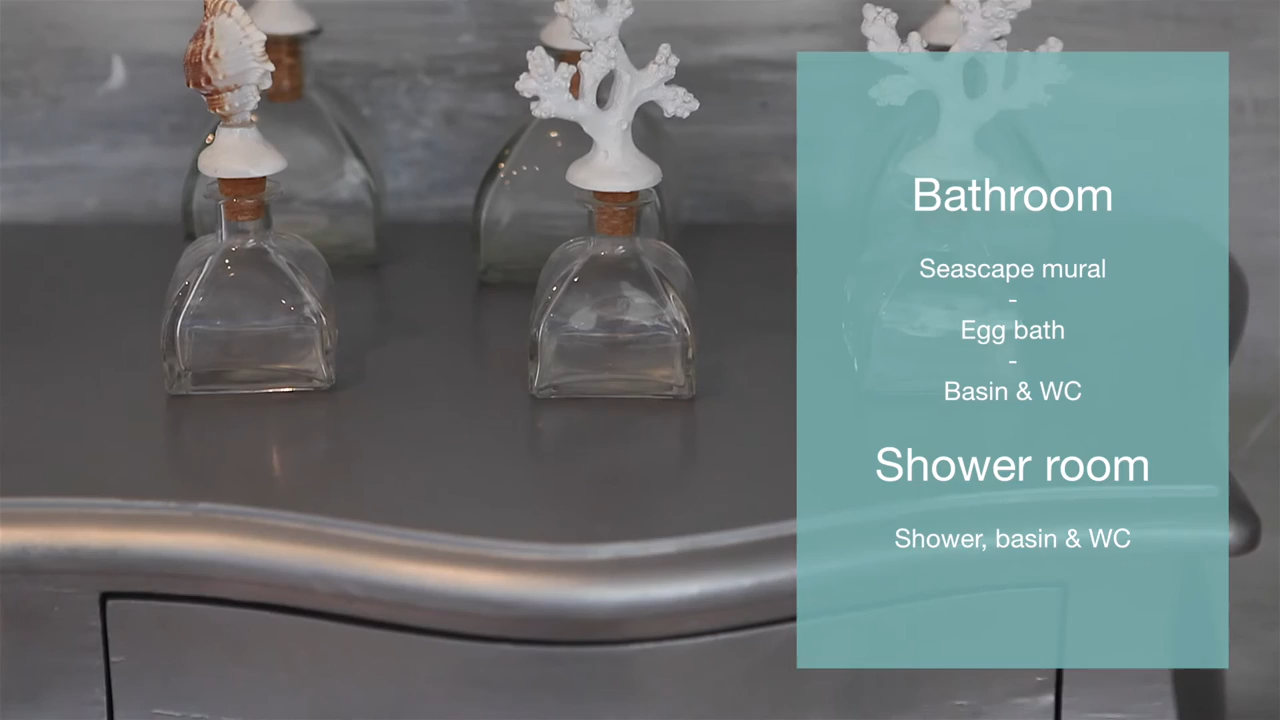 Bathroom
Seascape mural
-
Egg bath
-
Basin & WC
Shower room
Shower, basin & WC